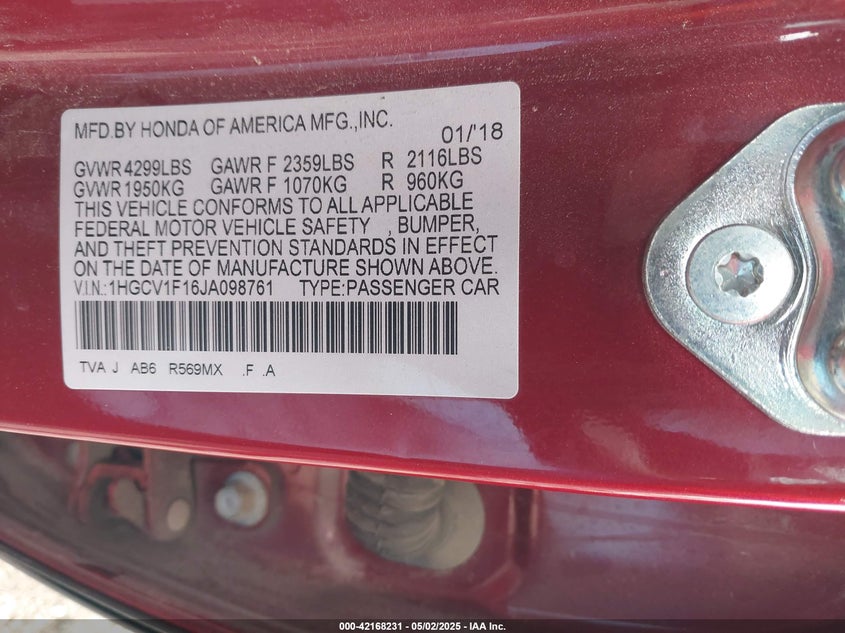 MFD.BY HONDA OF AMERICA MFG.,INC. 01/'18
GVWR 4299LBS GAWR F 2359LBS R 2116LBS
GVWR 1950KG GAWR F 1070KG R 960KG
THIS VEHICLE CONFORMS TO ALL APPLICABLE
FEDERAL MOTOR VEHICLE SAFETY , BUMPER,
AND THEFT PREVENTION STANDARDS IN EFFECT
ON THE DATE OF MANUFACTURE SHOWN ABOVE.
V.I.N.:1HGCV1F16JA098761 TYPE:PASSENGER CAR
TVA J AB6 R569MX .F .A
000-42168231 - 05/02/2025 - IAA Inc.